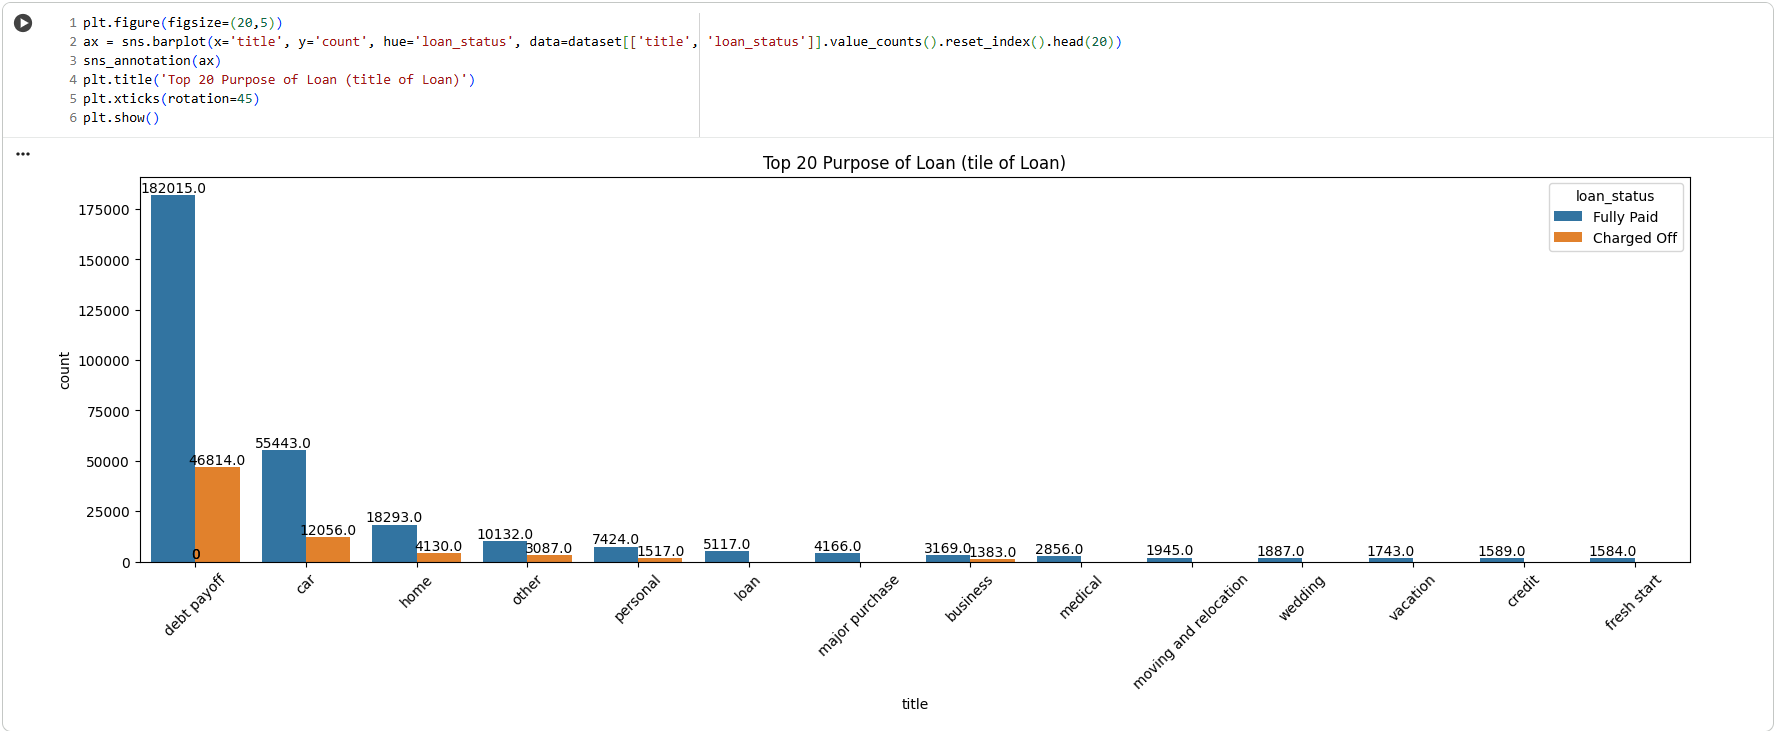 1 plt.figure(figsize=(20,5))
2 ax = sns.barplot(x='title', y='count', hue='loan_status', data=dataset[['title', 'loan_status']].value_counts().reset_index().head(20))
3 sns_annotation(ax)
4 plt.title('Top 20 Purpose of Loan (title of Loan)')
5 plt.xticks(rotation=45)
6 plt.show()
Top 20 Purpose of Loan (tile of Loan)
loan_status
Fully Paid
Charged Off
count
175000
150000
125000
100000
75000
50000
25000
0
182015.0
46814.0
0
55443.0
12056.0
18293.0
4130.0
10132.0
3087.0
7424.0
1517.0
5117.0
4166.0
3169.0
1383.0
2856.0
1945.0
1887.0
1743.0
1589.0
1584.0
debt payoff
car
home
other
personal
loan
major purchase
business
medical
moving and relocation
wedding
vacation
credit
fresh start
title